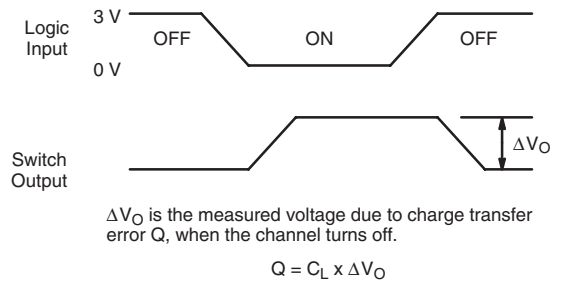 Logic
Input
3 V
0 V
OFF
ON
OFF
Switch
Output
ΔVO
ΔVO is the measured voltage due to charge transfer
error Q, when the channel turns off.
Q = CL x ΔVO